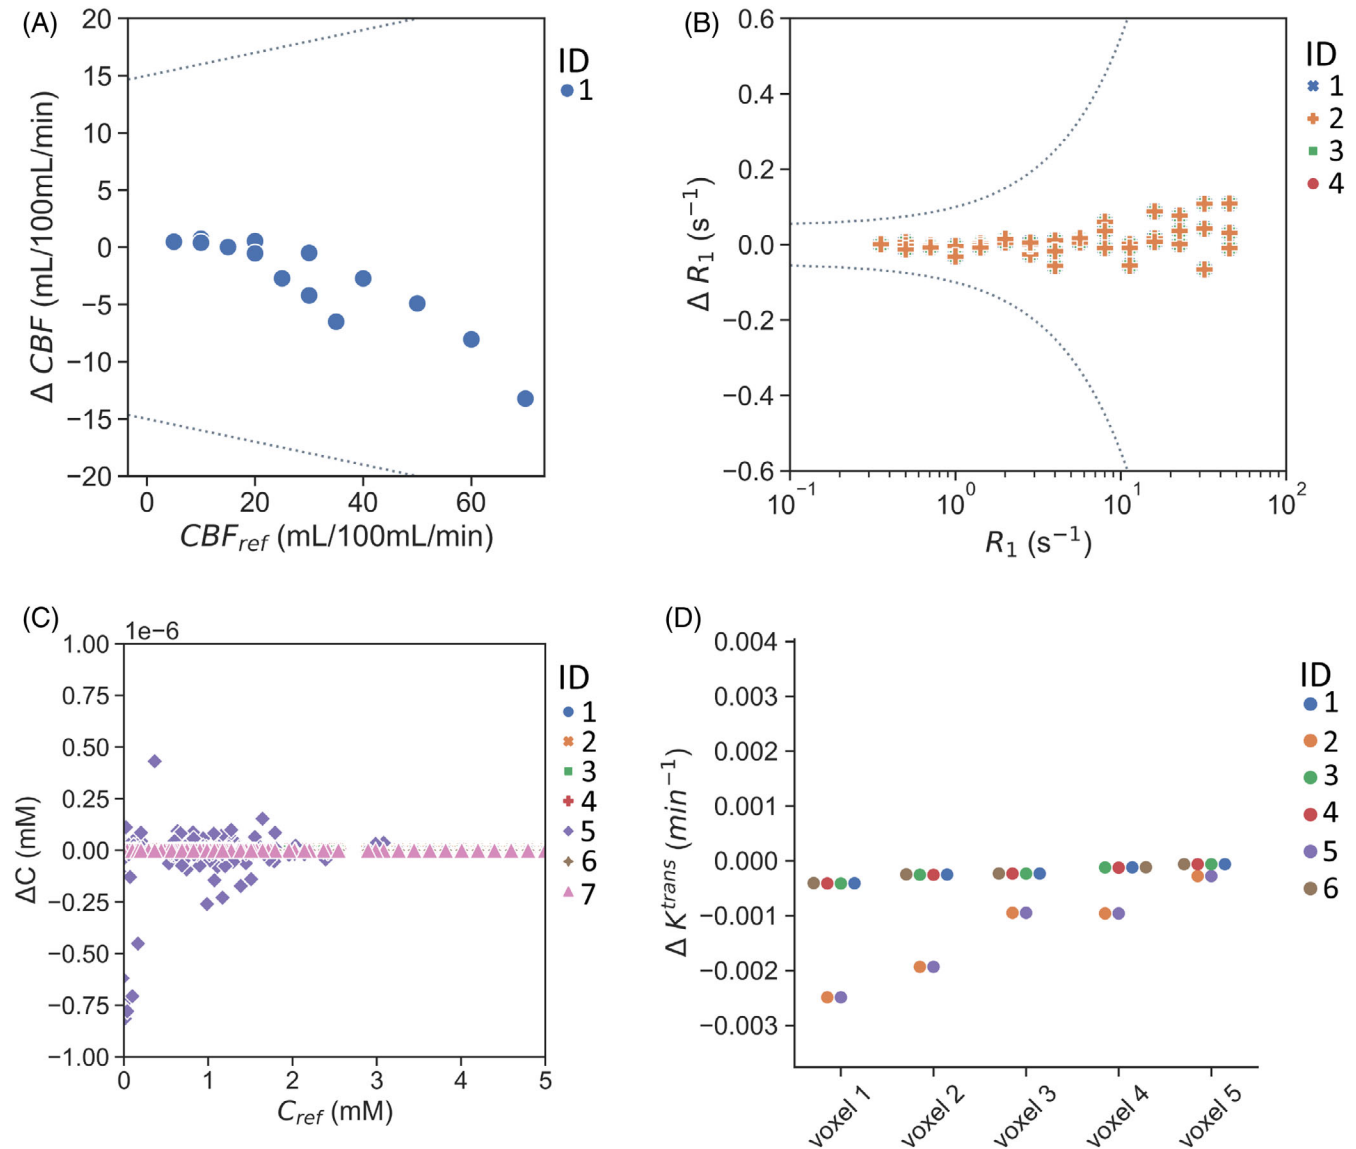 (A)
20
15
10
5
0
−5
−10
−15
−20
Δ CBF (mL/100mL/min)
0 20 40 60
CBF_ref (mL/100mL/min)
ID
1
(B)
0.6
0.4
0.2
0.0
−0.2
−0.4
−0.6
Δ R₁ (s⁻¹)
10⁻¹ 10⁰ 10¹ 10²
R₁ (s⁻¹)
ID
1
2
3
4
(C)
1e−6
1.00
0.75
0.50
0.25
0.00
−0.25
−0.50
−0.75
−1.00
ΔC (mM)
0 1 2 3 4 5
C_ref (mM)
ID
1
2
3
4
5
6
7
(D)
0.004
0.003
0.002
0.001
0.000
−0.001
−0.002
−0.003
Δ K^trans (min⁻¹)
voxel 1 voxel 2 voxel 3 voxel 4 voxel 5
ID
1
2
3
4
5
6